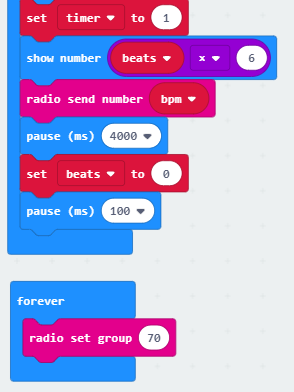 set timer to 1
show number beats x 6
radio send number bpm
pause (ms) 4000
set beats to 0
pause (ms) 100
forever
radio set group 70